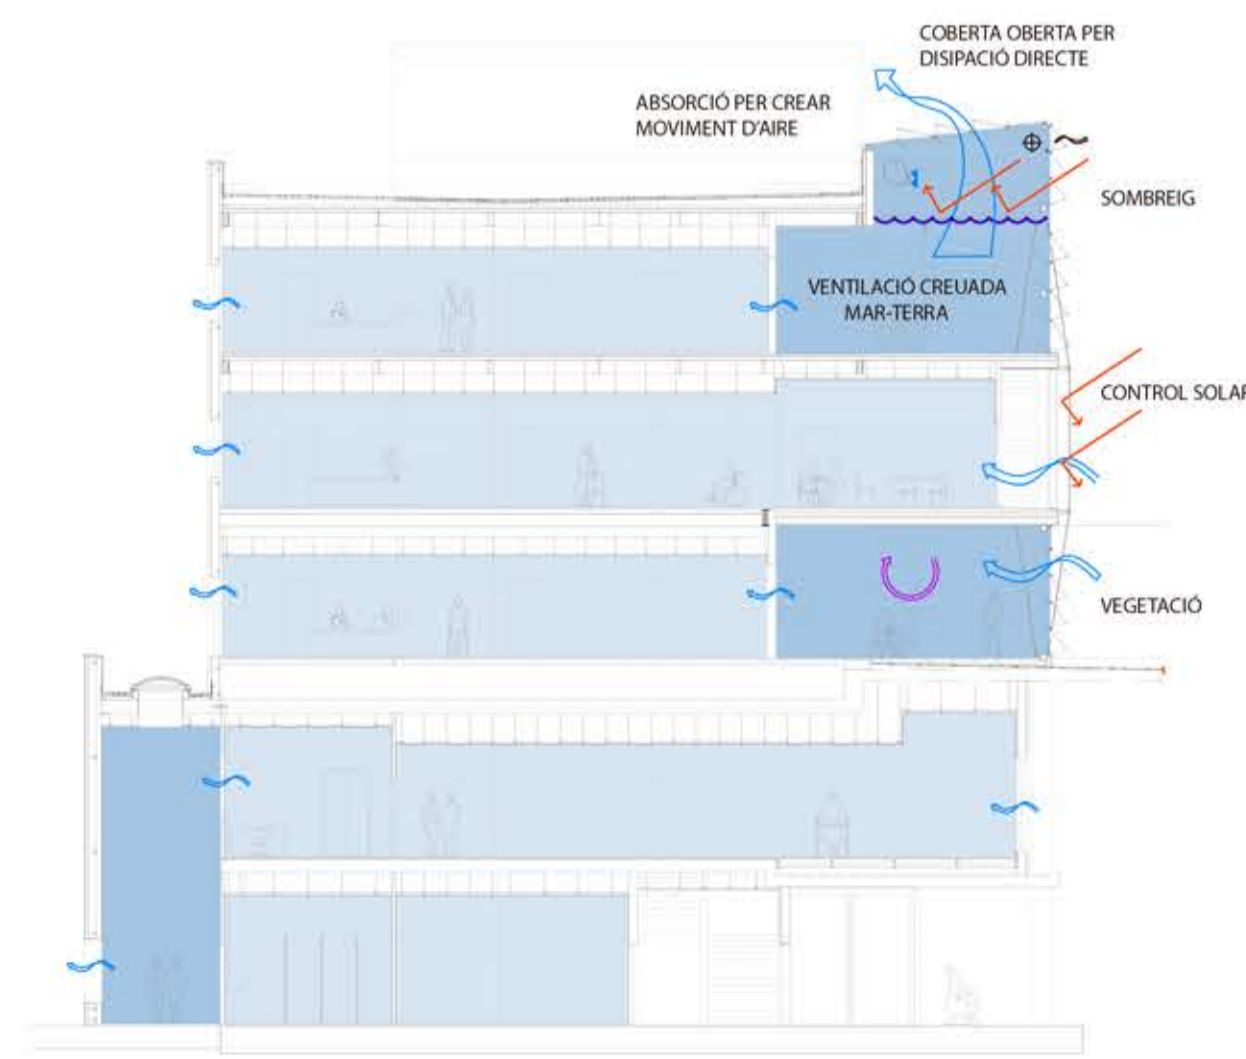 COBERTA OBERTA PER
DISIPACIÓ DIRECTE
ABSORCIÓ PER CREAR
MOVIMENT D'AIRE
SOMBREIG
VENTILACIÓ CREUADA
MAR-TERRA
CONTROL SOLAR
VEGETACIÓ